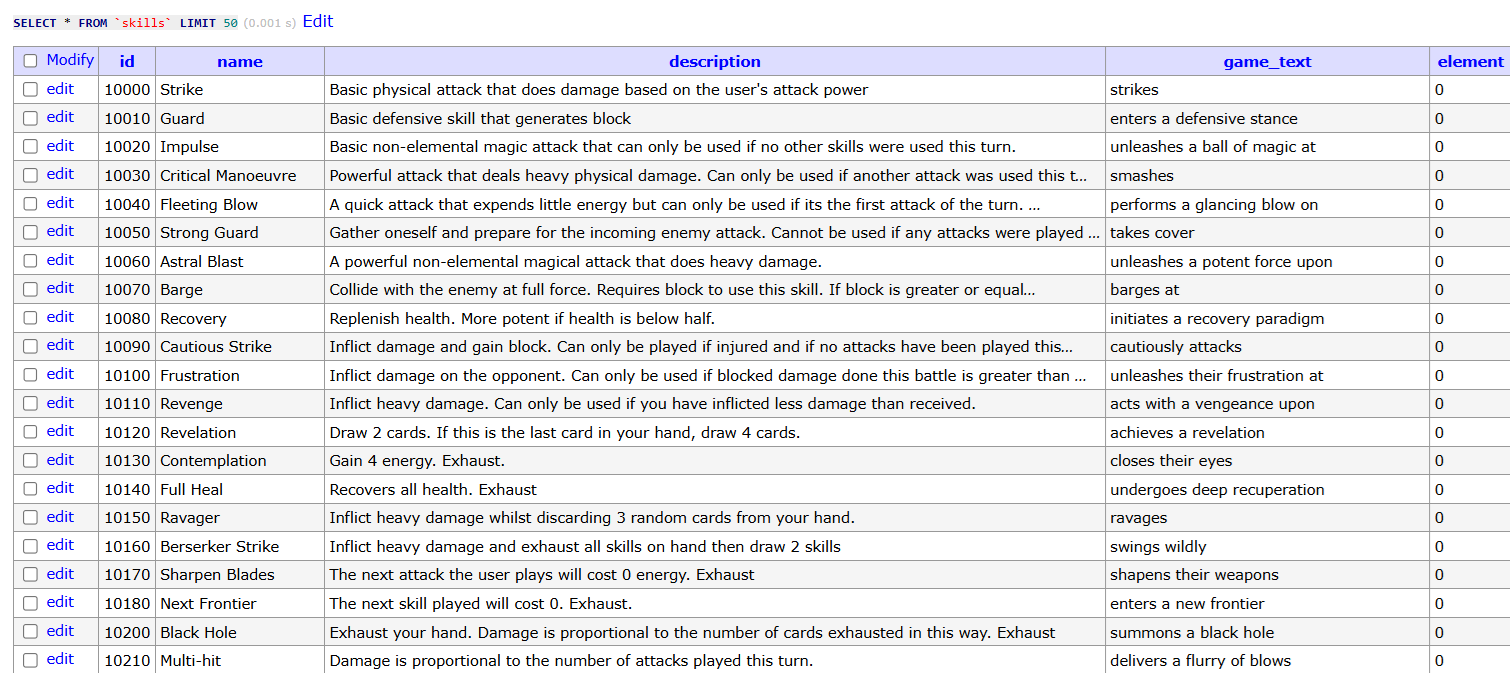 SELECT * FROM `skills` LIMIT 50 (0.001 s) Edit
Modify id name description game_text element
edit 10000 Strike Basic physical attack that does damage based on the user's attack power strikes 0
edit 10010 Guard Basic defensive skill that generates block enters a defensive stance 0
edit 10020 Impulse Basic non-elemental magic attack that can only be used if no other skills were used this turn. unleashes a ball of magic at 0
edit 10030 Critical Manoeuvre Powerful attack that deals heavy physical damage. Can only be used if another attack was used this t... smashes 0
edit 10040 Fleeting Blow A quick attack that expends little energy but can only be used if its the first attack of the turn. ... performs a glancing blow on 0
edit 10050 Strong Guard Gather oneself and prepare for the incoming enemy attack. Cannot be used if any attacks were played ... takes cover 0
edit 10060 Astral Blast A powerful non-elemental magical attack that does heavy damage. unleashes a potent force upon 0
edit 10070 Barge Collide with the enemy at full force. Requires block to use this skill. If block is greater or equal... barges at 0
edit 10080 Recovery Replenish health. More potent if health is below half. initiates a recovery paradigm 0
edit 10090 Cautious Strike Inflict damage and gain block. Can only be played if injured and if no attacks have been played this... cautiously attacks 0
edit 10100 Frustration Inflict damage on the opponent. Can only be used if blocked damage done this battle is greater than ... unleashes their frustration at 0
edit 10110 Revenge Inflict heavy damage. Can only be used if you have inflicted less damage than received. acts with a vengeance upon 0
edit 10120 Revelation Draw 2 cards. If this is the last card in your hand, draw 4 cards. achieves a revelation 0
edit 10130 Contemplation Gain 4 energy. Exhaust. closes their eyes 0
edit 10140 Full Heal Recovers all health. Exhaust undergoes deep recuperation 0
edit 10150 Ravager Inflict heavy damage whilst discarding 3 random cards from your hand. ravages 0
edit 10160 Berserker Strike Inflict heavy damage and exhaust all skills on hand then draw 2 skills swings wildly 0
edit 10170 Sharpen Blades The next attack the user plays will cost 0 energy. Exhaust shapens their weapons 0
edit 10180 Next Frontier The next skill played will cost 0. Exhaust. enters a new frontier 0
edit 10200 Black Hole Exhaust your hand. Damage is proportional to the number of cards exhausted in this way. Exhaust summons a black hole 0
edit 10210 Multi-hit Damage is proportional to the number of attacks played this turn. delivers a flurry of blows 0